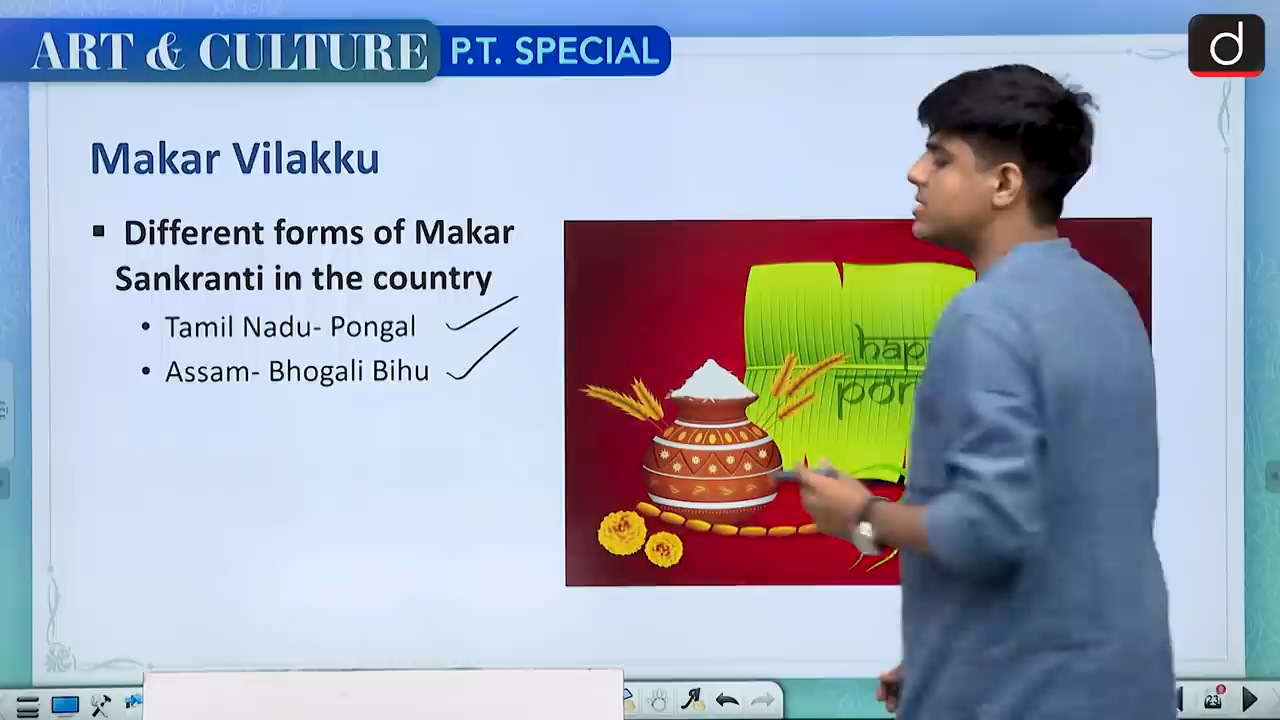 ART & CULTURE P.T. SPECIAL
d
Makar Vilakku
▪ Different forms of Makar
Sankranti in the country
• Tamil Nadu- Pongal
• Assam- Bhogali Bihu
23